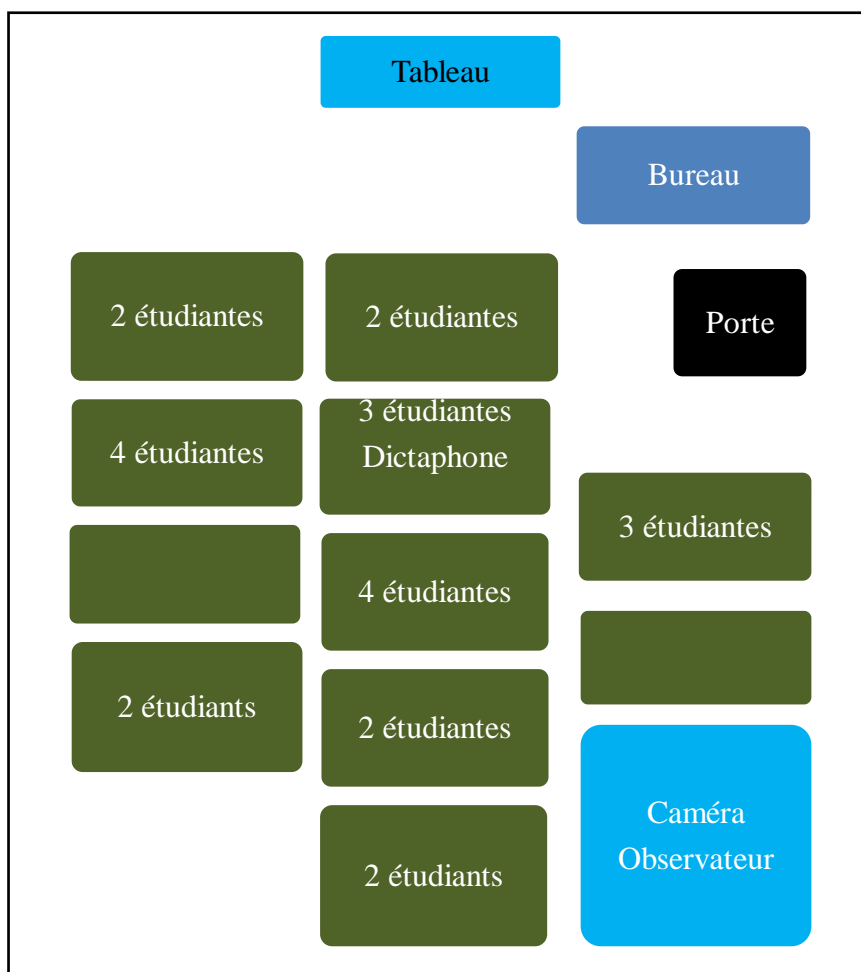 Tableau
Bureau
2 étudiantes
2 étudiantes
Porte
4 étudiantes
3 étudiantes
Dictaphone
3 étudiantes
4 étudiantes
2 étudiants
2 étudiantes
Caméra
Observateur
2 étudiants